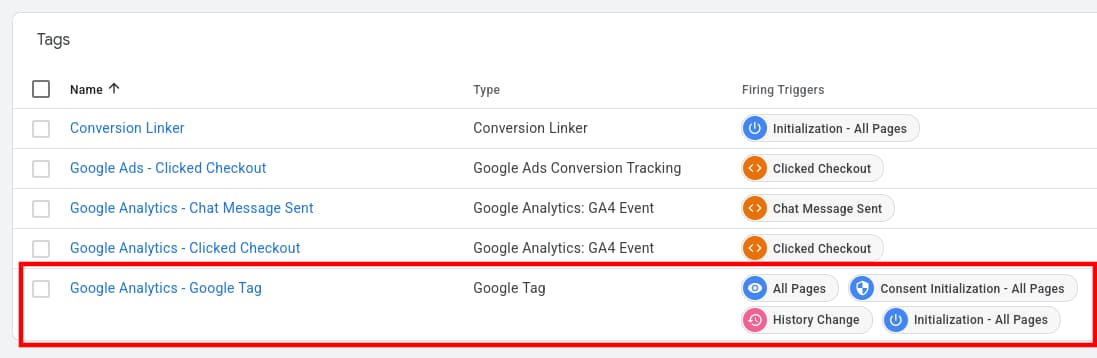 Tags
Name Type Firing Triggers
Conversion Linker Conversion Linker Initialization - All Pages
Google Ads - Clicked Checkout Google Ads Conversion Tracking Clicked Checkout
Google Analytics - Chat Message Sent Google Analytics: GA4 Event Chat Message Sent
Google Analytics - Clicked Checkout Google Analytics: GA4 Event Clicked Checkout
Google Analytics - Google Tag Google Tag All Pages Consent Initialization - All Pages
History Change Initialization - All Pages